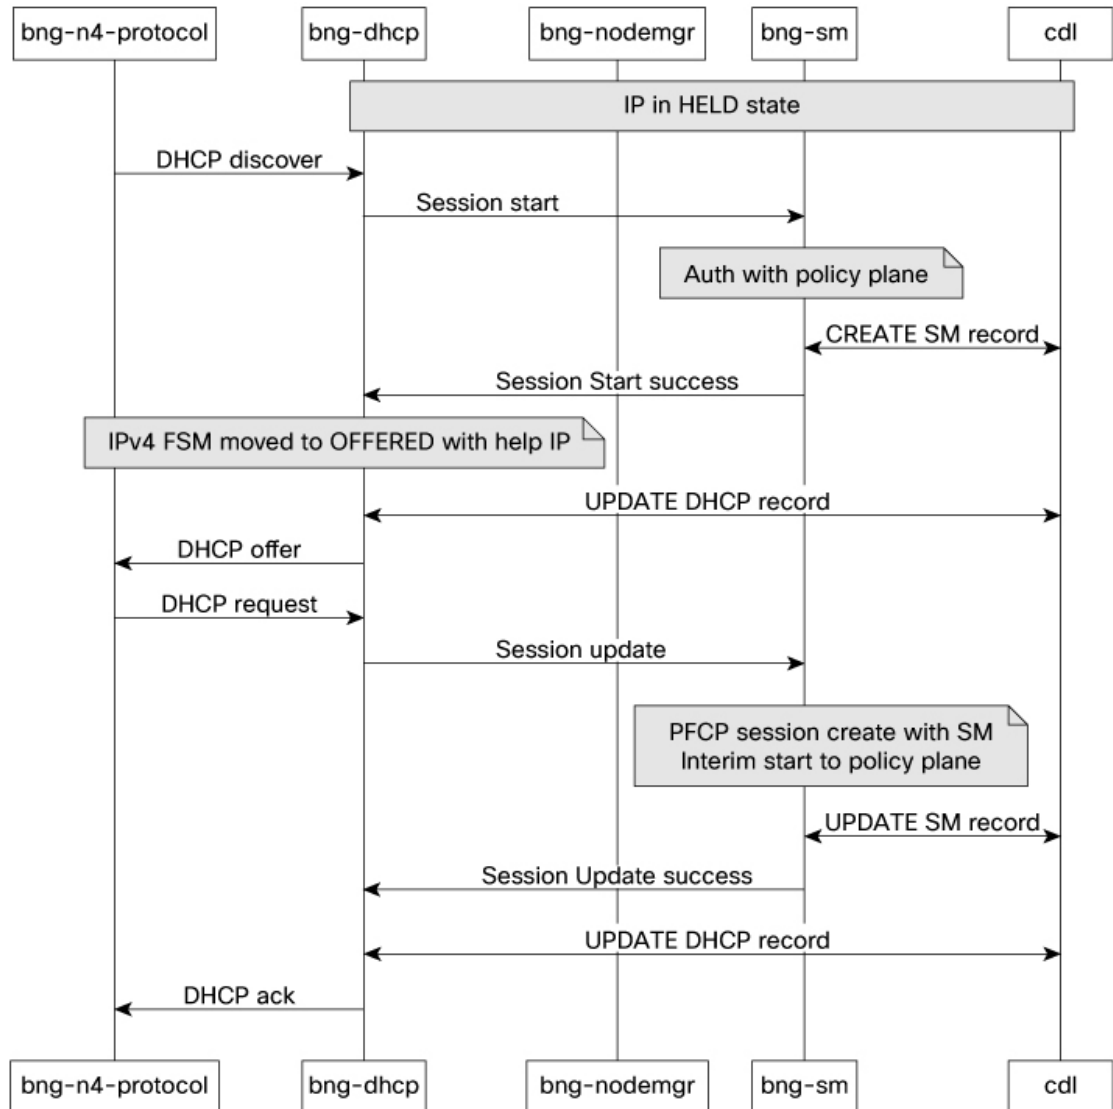 bng-n4-protocol
bng-dhcp
bng-nodemgr
bng-sm
cdl
IP in HELD state
DHCP discover
Session start
Auth with policy plane
CREATE SM record
Session Start success
IPv4 FSM moved to OFFERED with help IP
UPDATE DHCP record
DHCP offer
DHCP request
Session update
PFCP session create with SM
Interim start to policy plane
UPDATE SM record
Session Update success
UPDATE DHCP record
DHCP ack
bng-n4-protocol
bng-dhcp
bng-nodemgr
bng-sm
cdl